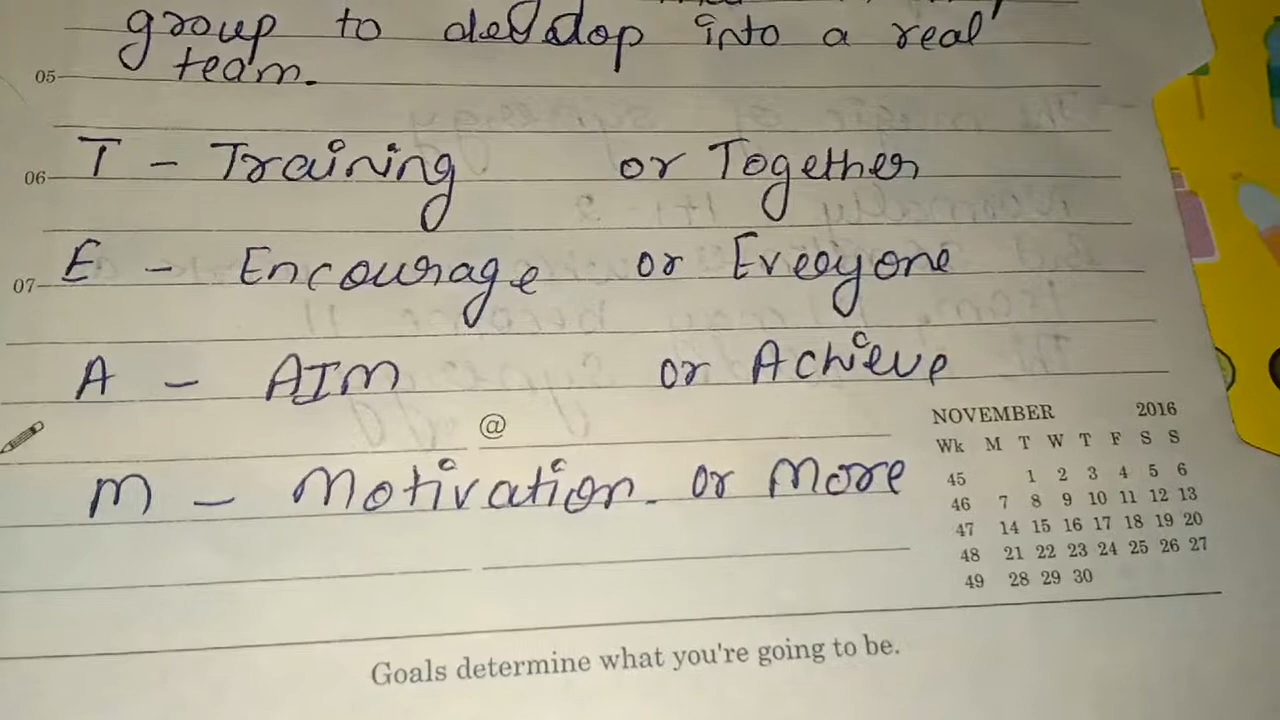 group to develop into a real
05 team.
06 T - Training or Together
07 E - Encourage or Everyone
A - AIM or Achieve
@
M - Motivation. or More
NOVEMBER 2016
Wk M T W T F S S
45 1 2 3 4 5 6
46 7 8 9 10 11 12 13
47 14 15 16 17 18 19 20
48 21 22 23 24 25 26 27
49 28 29 30
Goals determine what you're going to be.